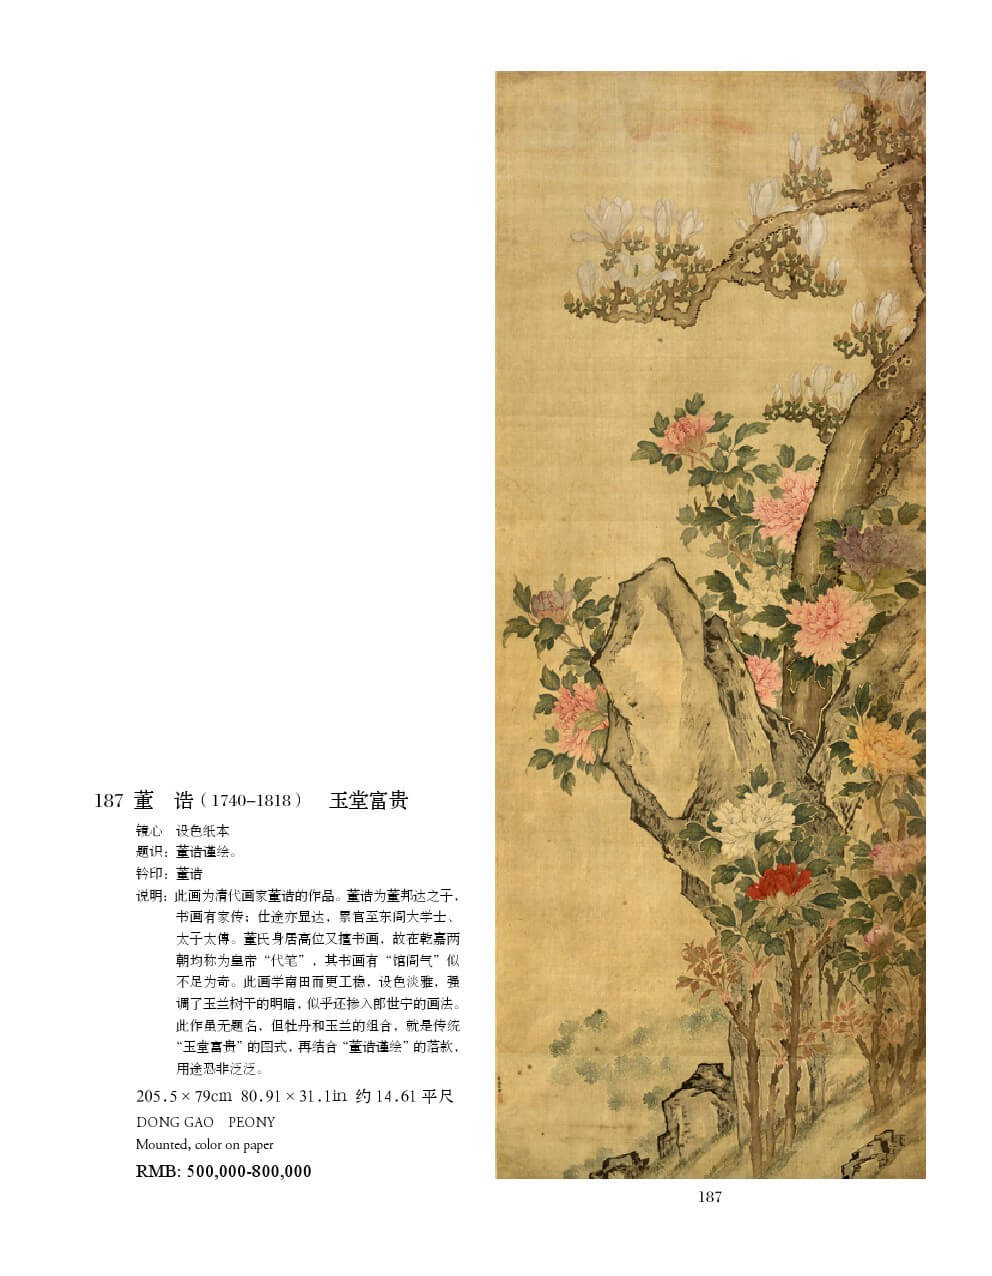 187 董　诰（1740–1818）　玉堂富贵
镜心　设色纸本
题识：董诰谨绘。
钤印：董诰
说明：此画为清代画家董诰的作品。董诰为董邦达之子，
书画有家传；仕途亦显达，累官至东阁大学士、
太子太傅。董氏身居高位又擅书画，故在乾嘉两
朝均称为皇帝“代笔”，其书画有“馆阁气”似
不足为奇。此画学南田而更工稳，设色淡雅，强
调了玉兰树干的明暗，似乎还掺入郎世宁的画法。
此作虽无题名，但牡丹和玉兰的组合，就是传统
“玉堂富贵”的图式，再结合“董诰谨绘”的落款，
用途恐非泛泛。
205.5×79cm 80.91×31.1in 约 14.61 平尺
DONG GAO　PEONY
Mounted, color on paper
RMB: 500,000-800,000
187